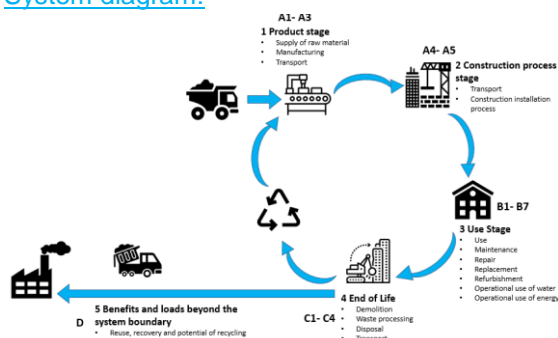 System diagram:
A1- A3
1 Product stage
• Supply of raw material
• Manufacturing
• Transport
A4- A5
2 Construction process
stage
• Transport
• Construction installation
process
B1- B7
3 Use Stage
• Use
• Maintenance
• Repair
• Replacement
• Refurbishment
• Operational use of water
• Operational use of energy
C1- C4
4 End of Life
• Demolition
• Waste processing
• Disposal
• Transport
D
5 Benefits and loads beyond the
system boundary
• Reuse, recovery and potential of recycling